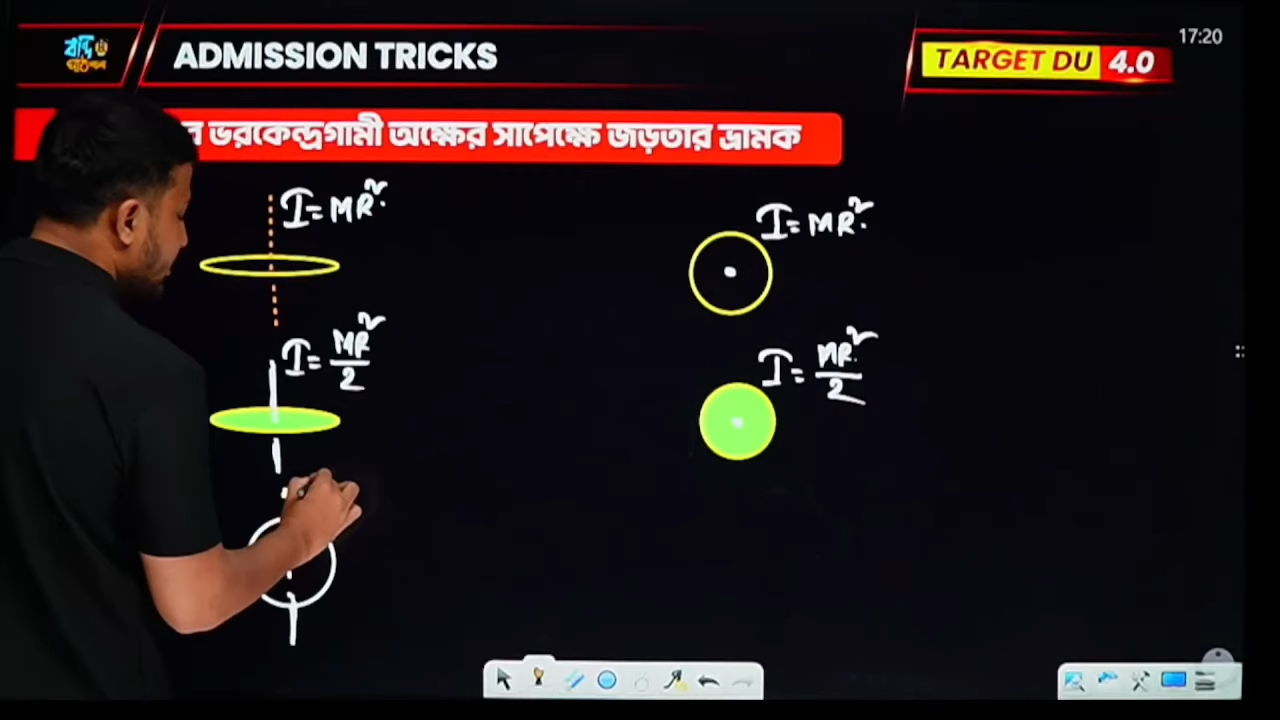 ADMISSION TRICKS
TARGET DU 4.0
17:20
ভরকেন্দ্রগামী অক্ষের সাপেক্ষে জড়তার ভ্রামক
I = MR².
I = MR².
I = MR²/2
I = MR²/2